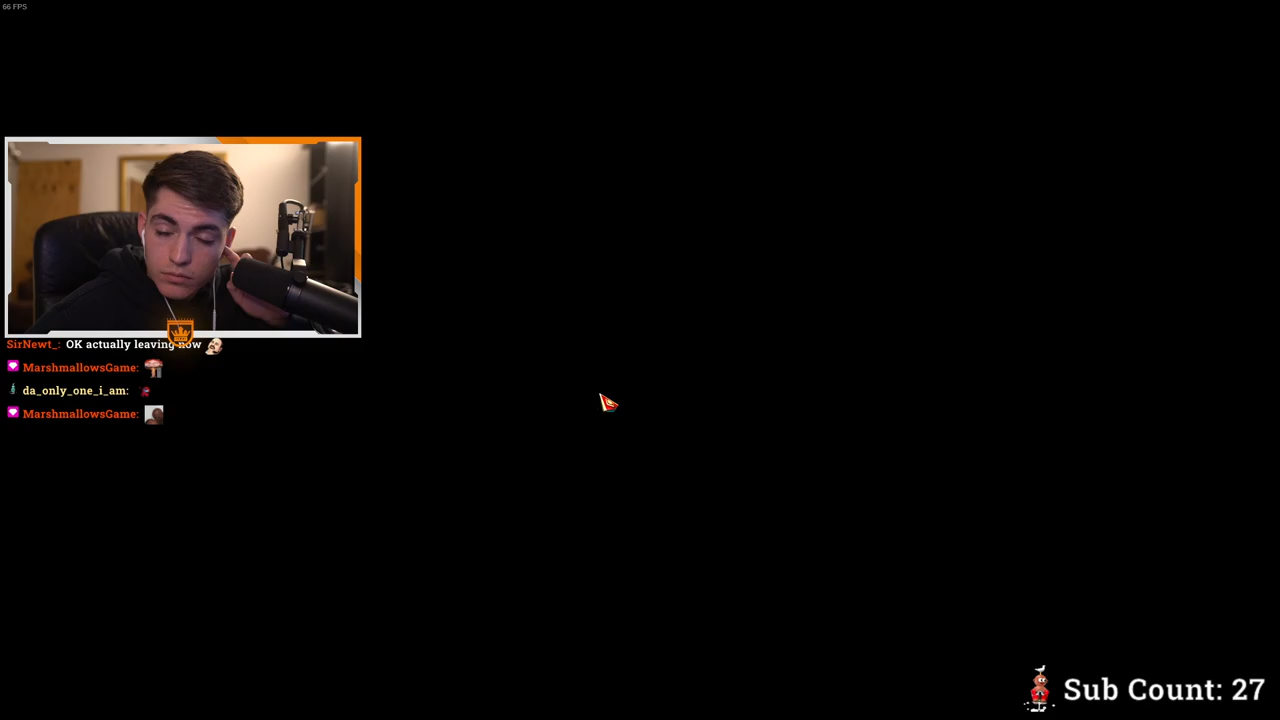 66 FPS
SirNewt_: OK actually leaving now
MarshmallowsGame:
da_only_one_i_am:
MarshmallowsGame:
Sub Count: 27